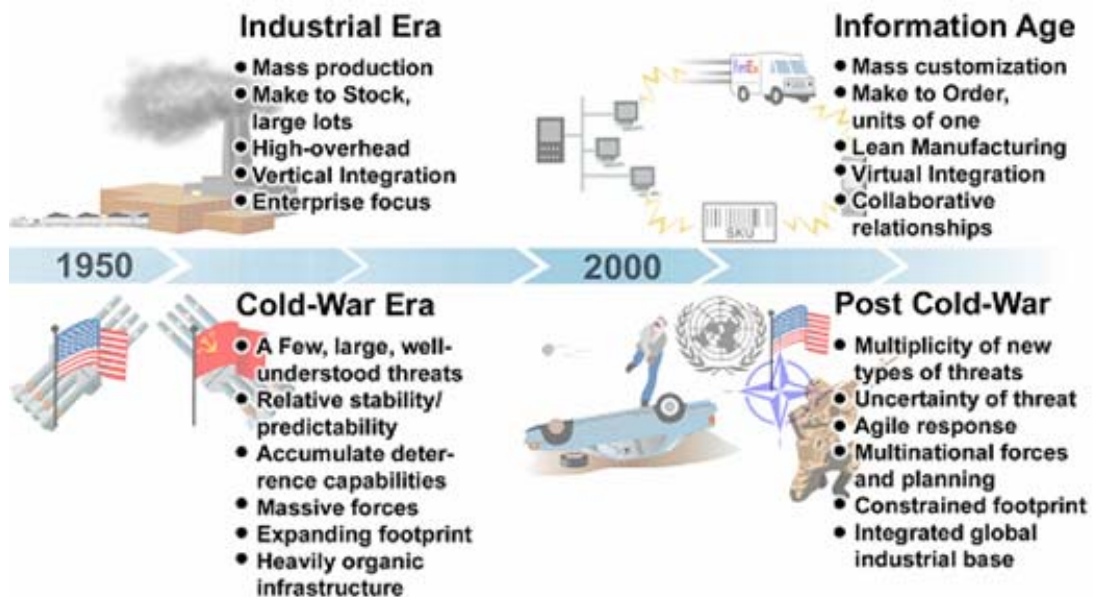 Industrial Era
● Mass production
● Make to Stock,
large lots
● High-overhead
● Vertical Integration
● Enterprise focus
FedEx
SKU
Information Age
● Mass customization
● Make to Order,
units of one
● Lean Manufacturing
● Virtual Integration
● Collaborative
relationships
1950
2000
Cold-War Era
● A Few, large, well-
understood threats
● Relative stability/
predictability
● Accumulate deter-
rence capabilities
● Massive forces
● Expanding footprint
● Heavily organic
infrastructure
Post Cold-War
● Multiplicity of new
types of threats
● Uncertainty of threat
● Agile response
● Multinational forces
and planning
● Constrained footprint
● Integrated global
industrial base